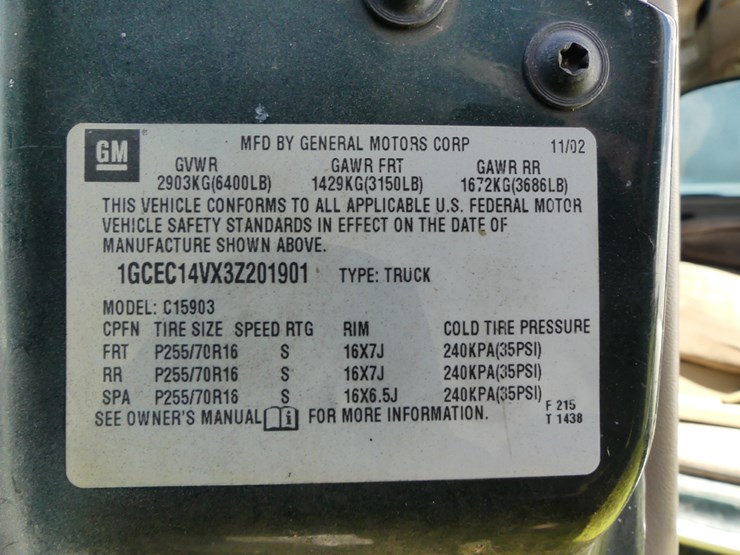 GM MFD BY GENERAL MOTORS CORP 11/02
GVWR GAWR FRT GAWR RR
2903KG(6400LB) 1429KG(3150LB) 1672KG(3686LB)
THIS VEHICLE CONFORMS TO ALL APPLICABLE U.S. FEDERAL MOTOR
VEHICLE SAFETY STANDARDS IN EFFECT ON THE DATE OF
MANUFACTURE SHOWN ABOVE.
1GCEC14VX3Z201901 TYPE: TRUCK
MODEL: C15903
CPFN TIRE SIZE SPEED RTG RIM COLD TIRE PRESSURE
FRT P255/70R16 S 16X7J 240KPA(35PSI)
RR P255/70R16 S 16X7J 240KPA(35PSI)
SPA P255/70R16 S 16X6.5J 240KPA(35PSI)
SEE OWNER'S MANUAL i FOR MORE INFORMATION.
F 215
T 1438